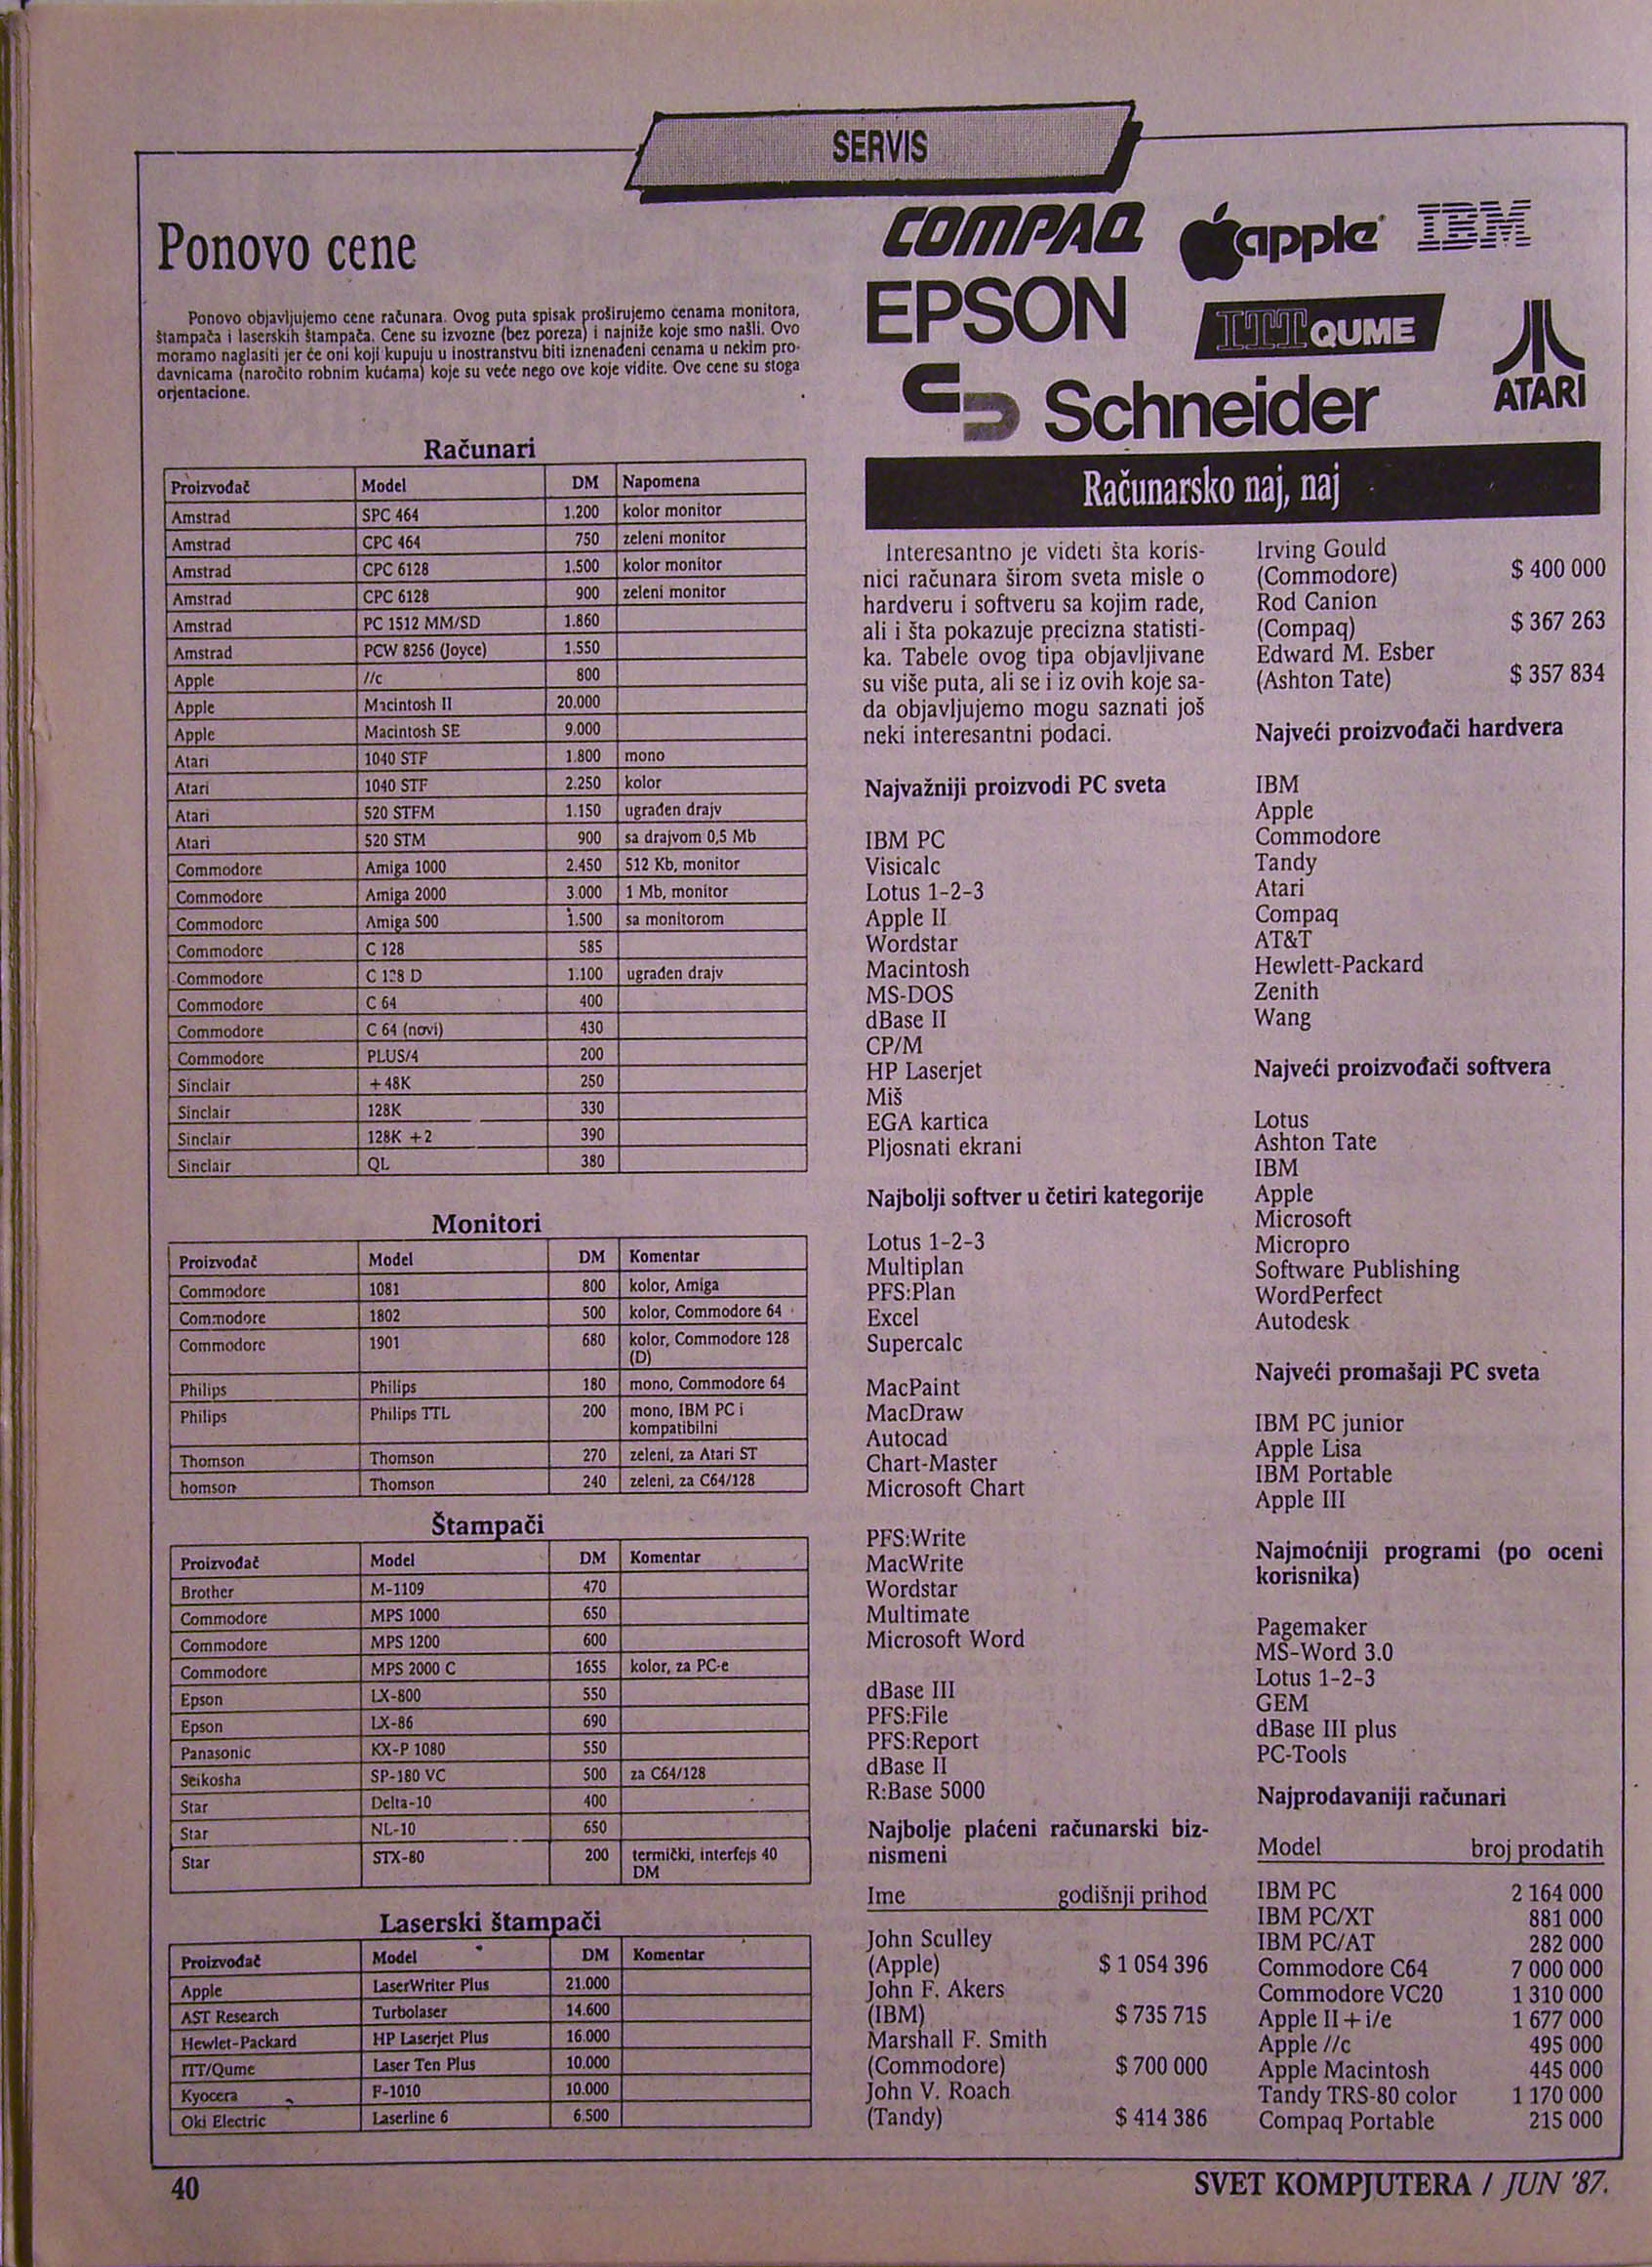 SERVIS
Ponovo cene
Ponovo objavljujemo cene računara. Ovog puta spisak proširujemo cenama monitora,
štampača i laserskih štampača. Cene su izvozne (bez poreza) i najniže koje smo našli. Ovo
moramo naglasiti jer će oni koji kupuju u inostranstvu biti iznenađeni cenama u nekim pro-
davnicama (naročito robnim kućama) koje su veće nego ove koje vidite. Ove cene su stoga
orjentacione.
Računari
Proizvođač Model DM Napomena
Amstrad SPC 464 1.200 kolor monitor
Amstrad CPC 464 750 zeleni monitor
Amstrad CPC 6128 1.500 kolor monitor
Amstrad CPC 6128 900 zeleni monitor
Amstrad PC 1512 MM/SD 1.860
Amstrad PCW 8256 (Joyce) 1.550
Apple //c 800
Apple Macintosh II 20.000
Apple Macintosh SE 9.000
Atari 1040 STF 1.800 mono
Atari 1040 STF 2.250 kolor
Atari 520 STFM 1.150 ugrađen drajv
Atari 520 STM 900 sa drajvom 0,5 Mb
Commodore Amiga 1000 2.450 512 Kb, monitor
Commodore Amiga 2000 3.000 1 Mb, monitor
Commodore Amiga 500 1.500 sa monitorom
Commodore C 128 585
Commodore C 128 D 1.100 ugrađen drajv
Commodore C 64 400
Commodore C 64 (novi) 430
Commodore PLUS/4 200
Sinclair +48K 250
Sinclair 128K 330
Sinclair 128K +2 390
Sinclair QL 380
Monitori
Proizvođač Model DM Komentar
Commodore 1081 800 kolor, Amiga
Commodore 1802 500 kolor, Commodore 64
Commodore 1901 680 kolor, Commodore 128
(D)
Philips Philips 180 mono, Commodore 64
Philips Philips TTL 200 mono, IBM PC i
kompatibilni
Thomson Thomson 270 zeleni, za Atari ST
homson Thomson 240 zeleni, za C64/128
Štampači
Proizvođač Model DM Komentar
Brother M-1109 470
Commodore MPS 1000 650
Commodore MPS 1200 600
Commodore MPS 2000 C 1655 kolor, za PC-e
Epson LX-800 550
Epson LX-86 690
Panasonic KX-P 1080 550
Seikosha SP-180 VC 500 za C64/128
Star Delta-10 400
Star NL-10 650
Star STX-80 200 termički, interfejs 40
DM
Laserski štampači
Proizvođač Model DM Komentar
Apple LaserWriter Plus 21.000
AST Research Turbolaser 14.600
Hewlet-Packard HP Laserjet Plus 16.000
ITT/Qume Laser Ten Plus 10.000
Kyocera F-1010 10.000
Oki Electric Laserline 6 6.500
COMPAQ apple IBM
EPSON ITT QUME
Schneider ATARI
Računarsko naj, naj
Interesantno je videti šta koris-
nici računara širom sveta misle o
hardveru i softveru sa kojim rade,
ali i šta pokazuje precizna statisti-
ka. Tabele ovog tipa objavljivane
su više puta, ali se i iz ovih koje sa-
da objavljujemo mogu saznati još
neki interesantni podaci.
Najvažniji proizvodi PC sveta
IBM PC
Visicalc
Lotus 1-2-3
Apple II
Wordstar
Macintosh
MS-DOS
dBase II
CP/M
HP Laserjet
Miš
EGA kartica
Pljosnati ekrani
Najbolji softver u četiri kategorije
Lotus 1-2-3
Multiplan
PFS:Plan
Excel
Supercalc
MacPaint
MacDraw
Autocad
Chart-Master
Microsoft Chart
PFS:Write
MacWrite
Wordstar
Multimate
Microsoft Word
dBase III
PFS:File
PFS:Report
dBase II
R:Base 5000
Najbolje plaćeni računarski biz-
nismeni
Ime godišnji prihod
John Sculley
(Apple) $ 1 054 396
John F. Akers
(IBM) $ 735 715
Marshall F. Smith
(Commodore) $ 700 000
John V. Roach
(Tandy) $ 414 386
Irving Gould
(Commodore) $ 400 000
Rod Canion
(Compaq) $ 367 263
Edward M. Esber
(Ashton Tate) $ 357 834
Najveći proizvođači hardvera
IBM
Apple
Commodore
Tandy
Atari
Compaq
AT&T
Hewlett-Packard
Zenith
Wang
Najveći proizvođači softvera
Lotus
Ashton Tate
IBM
Apple
Microsoft
Micropro
Software Publishing
WordPerfect
Autodesk
Najveći promašaji PC sveta
IBM PC junior
Apple Lisa
IBM Portable
Apple III
Najmoćniji programi (po oceni
korisnika)
Pagemaker
MS-Word 3.0
Lotus 1-2-3
GEM
dBase III plus
PC-Tools
Najprodavaniji računari
Model broj prodatih
IBM PC 2 164 000
IBM PC/XT 881 000
IBM PC/AT 282 000
Commodore C64 7 000 000
Commodore VC20 1 310 000
Apple II + i/e 1 677 000
Apple //c 495 000
Apple Macintosh 445 000
Tandy TRS-80 color 1 170 000
Compaq Portable 215 000
40
SVET KOMPJUTERA / JUN '87.